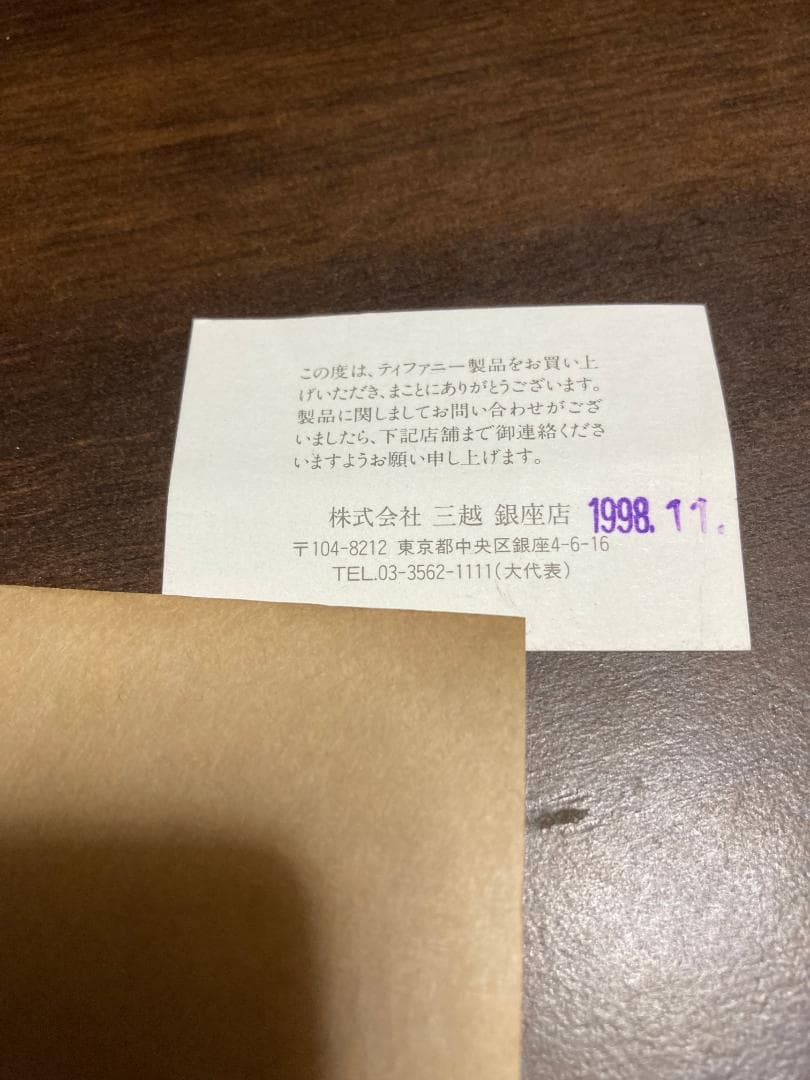 この度は、ティファニー製品をお買い上
げいただき、まことにありがとうございます。
製品に関しましてお問い合わせがござ
いましたら、下記店舗まで御連絡くださ
いますようお願い申し上げます。
株式会社 三越 銀座店 1998.11.
〒104-8212 東京都中央区銀座4-6-16
TEL.03-3562-1111(大代表)